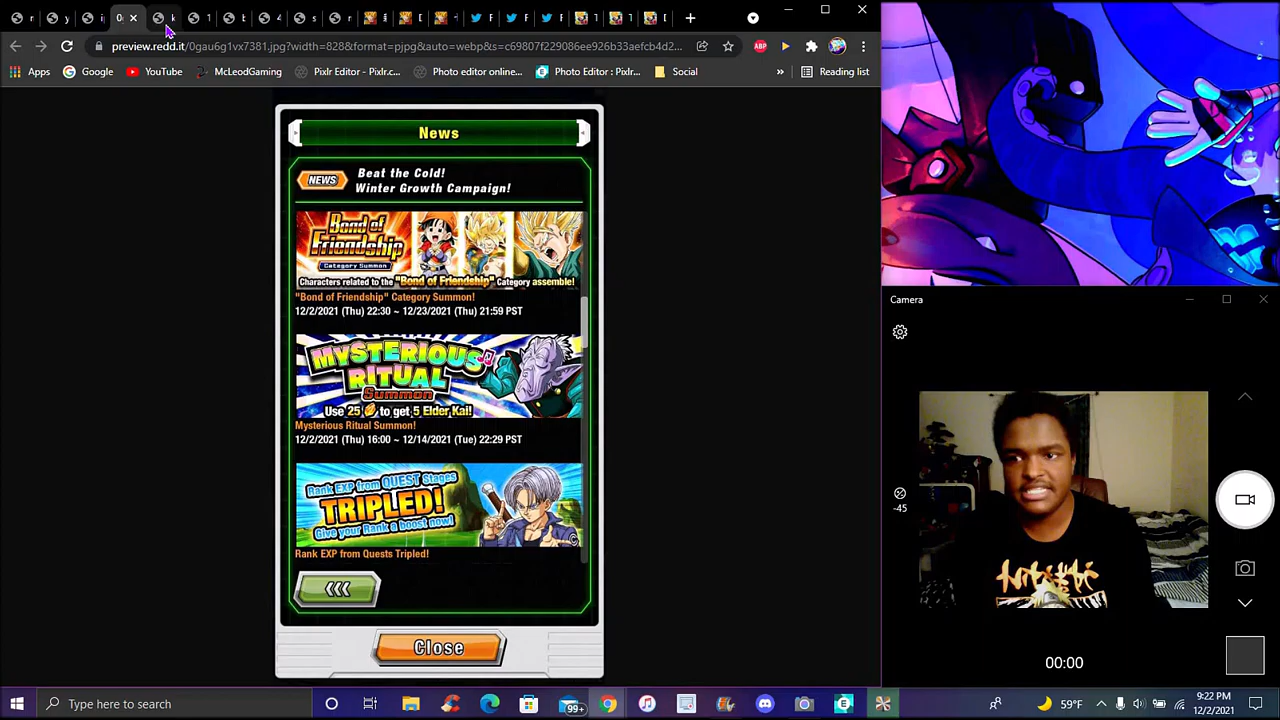 preview.redd.it/0gau6g1vx7381.jpg?width=828&format=pjpg&auto=webp&s=c69807f229086ee926b33aefcb4d2...
ABP
Apps
Google
YouTube
McLeodGaming
Pixlr Editor - Pixlr.c...
Photo editor online...
Photo Editor : Pixlr...
Social
»
Reading list
News
NEWS
Beat the Cold!
Winter Growth Campaign!
Bond of
Friendship
Category Summon
Characters related to the "Bond of Friendship" Category assemble!
"Bond of Friendship" Category Summon!
12/2/2021 (Thu) 22:30 ~ 12/23/2021 (Thu) 21:59 PST
MYSTERIOUS
RITUAL
Summon
Use 25 to get 5 Elder Kai!
Mysterious Ritual Summon!
12/2/2021 (Thu) 16:00 ~ 12/14/2021 (Tue) 22:29 PST
Rank EXP from QUEST Stages
TRIPLED!
Give your Rank a boost now!
Rank EXP from Quests Tripled!
Close
Camera
-45
00:00
Type here to search
99+
59°F
9:22 PM
12/2/2021